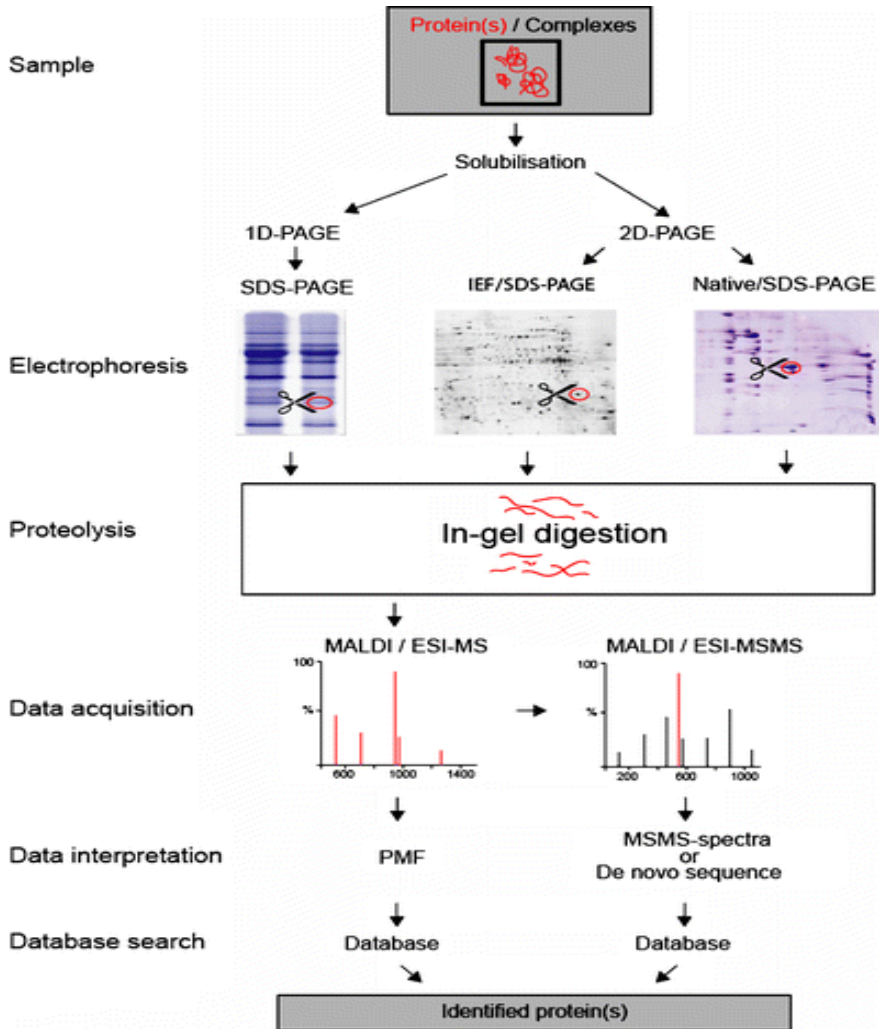 Protein(s) / Complexes
Sample
Solubilisation
1D-PAGE
2D-PAGE
SDS-PAGE
IEF/SDS-PAGE
Native/SDS-PAGE
Electrophoresis
Proteolysis
In-gel digestion
MALDI / ESI-MS
MALDI / ESI-MSMS
Data acquisition
100
%
600
1000
1400
100
%
200
600
1000
Data interpretation
PMF
MSMS-spectra
or
De novo sequence
Database search
Database
Database
Identified protein(s)